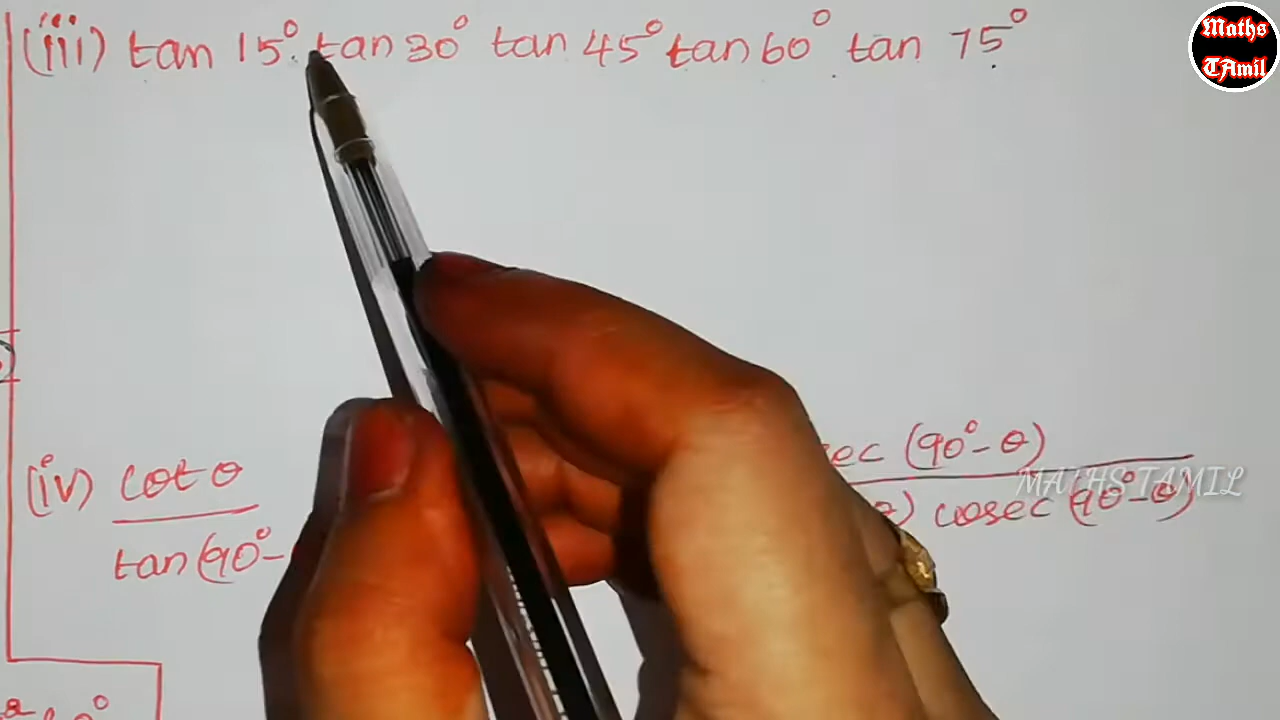 (iii) tan 15° tan 30° tan 45° tan 60° tan 75°
Maths
TAmil
sec (90° - θ)
(iv) cot θ
MATHS TAMIL
θ) cosec (90° - θ)
tan (90° -